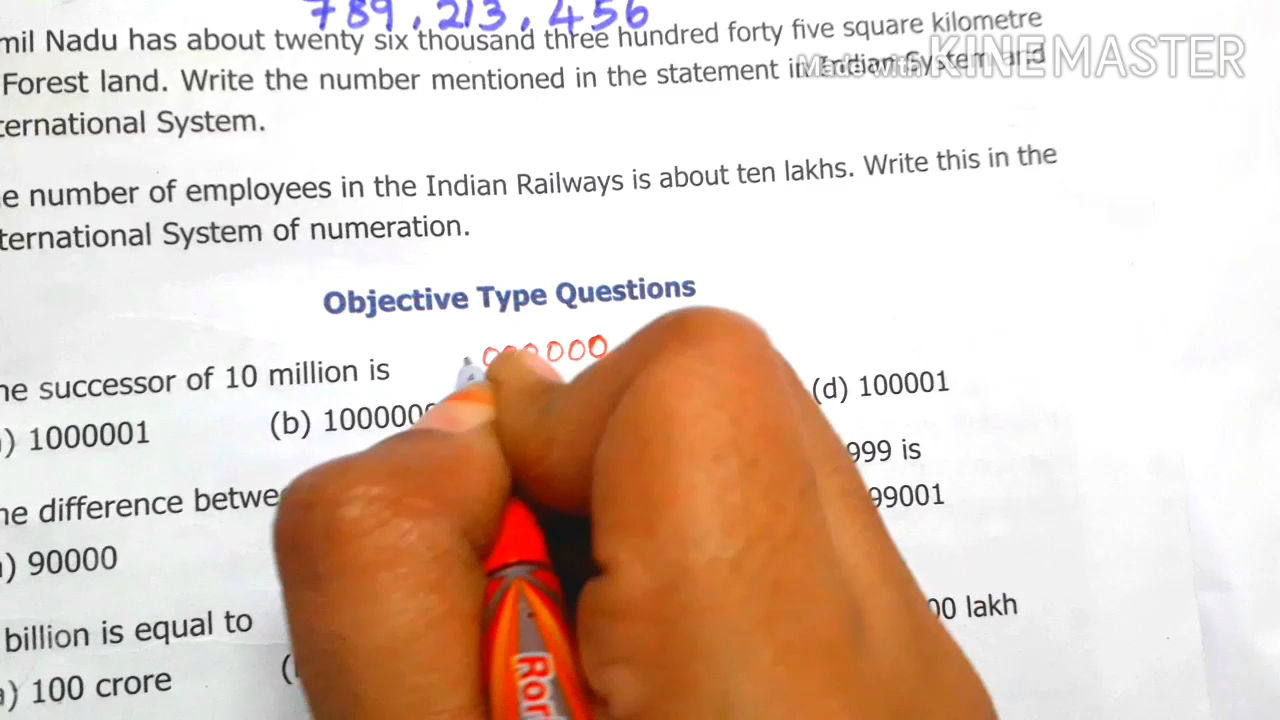 789,213,456
mil Nadu has about twenty six thousand three hundred forty five square kilometre
Forest land. Write the number mentioned in the statement in Indian System and
KINEMASTER
ternational System.
e number of employees in the Indian Railways is about ten lakhs. Write this in the
ternational System of numeration.
Objective Type Questions
000000
he successor of 10 million is
) 1000001 (b) 1000000 (d) 100001
he difference betwe 999 is
) 90000 99001
billion is equal to
) 100 crore ( 00 lakh
Ror